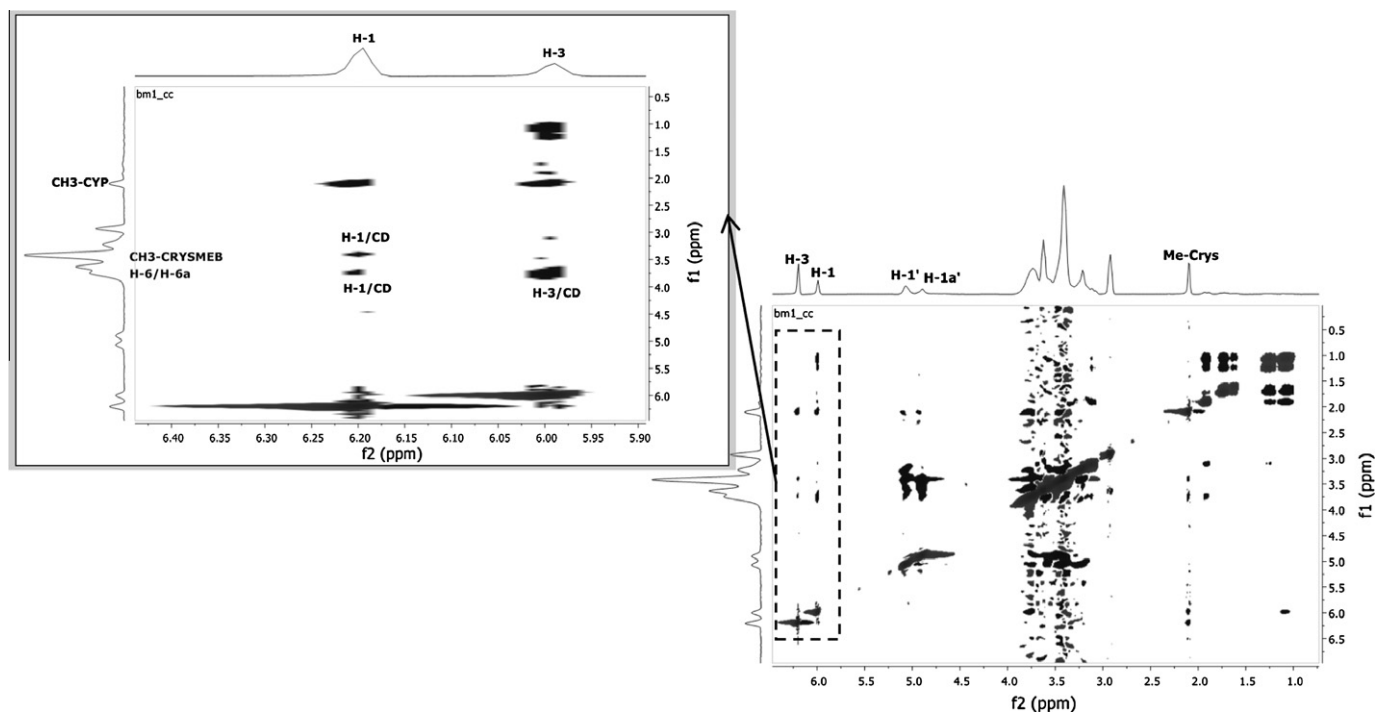 H-1
H-3
bm1_cc
0.5
1.0
1.5
CH3-CYP
2.0
2.5
H-1/CD
3.0
CH3-CRYSMEB
H-6/H-6a
3.5
H-1/CD
H-3/CD
4.0
4.5
5.0
5.5
6.0
6.40 6.35 6.30 6.25 6.20 6.15 6.10 6.05 6.00 5.95 5.90
f2 (ppm)
f1 (ppm)
H-3
H-1
H-1'
H-1a'
Me-Crys
bm1_cc
0.5
1.0
1.5
2.0
2.5
3.0
3.5
4.0
4.5
5.0
5.5
6.0
6.5
6.0 5.5 5.0 4.5 4.0 3.5 3.0 2.5 2.0 1.5 1.0
f2 (ppm)
f1 (ppm)